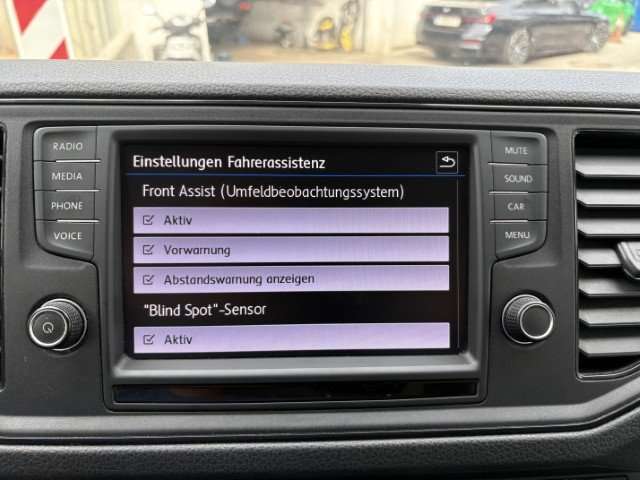 Einstellungen Fahrerassistenz
Front Assist (Umfeldbeobachtungssystem)
Aktiv
Vorwarnung
Abstandswarnung anzeigen
"Blind Spot"-Sensor
Aktiv
RADIO
MEDIA
PHONE
VOICE
MUTE
SOUND
CAR
MENU